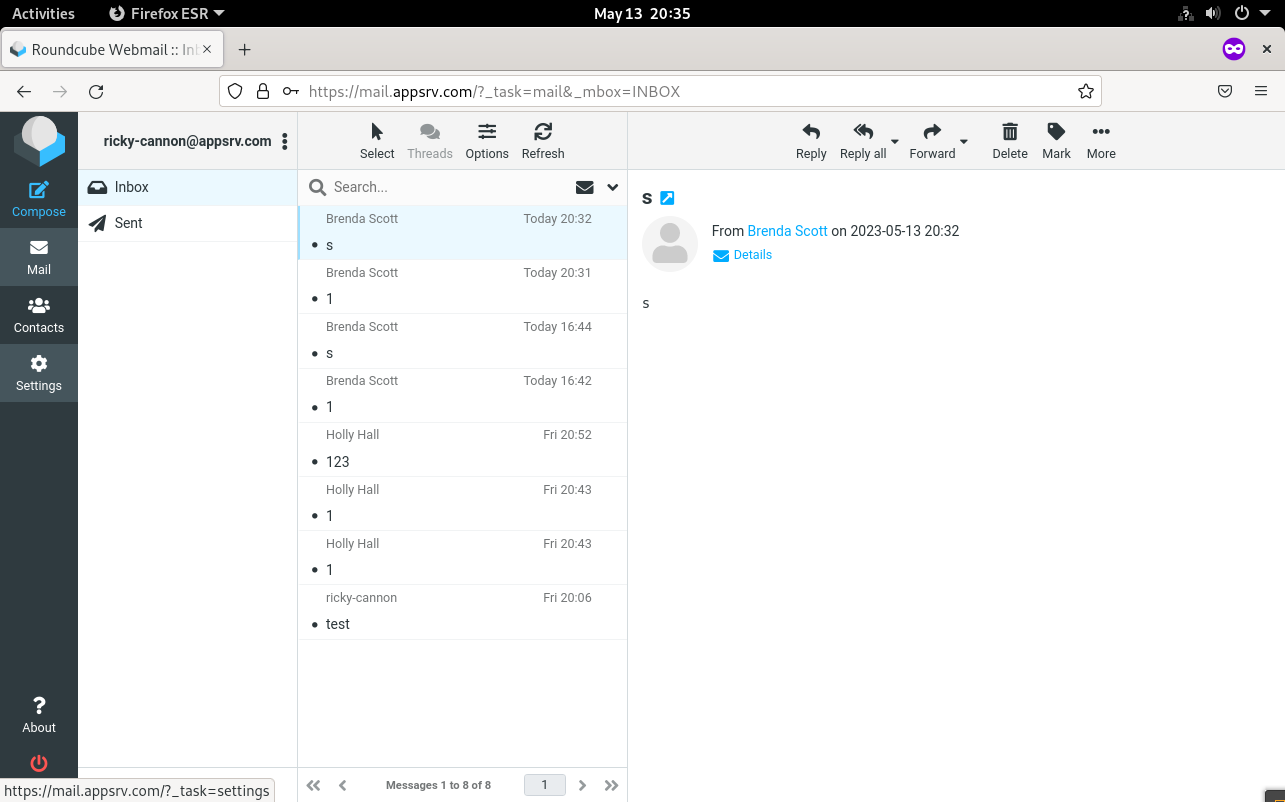 Activities Firefox ESR May 13 20:35
Roundcube Webmail :: In
https://mail.appsrv.com/?_task=mail&_mbox=INBOX
ricky-cannon@appsrv.com
Compose
Mail
Contacts
Settings
About
Inbox
Sent
Select Threads Options Refresh
Search...
Brenda Scott Today 20:32
s
Brenda Scott Today 20:31
1
Brenda Scott Today 16:44
s
Brenda Scott Today 16:42
1
Holly Hall Fri 20:52
123
Holly Hall Fri 20:43
1
Holly Hall Fri 20:43
1
ricky-cannon Fri 20:06
test
Messages 1 to 8 of 8 1
Reply Reply all Forward Delete Mark More
s
From Brenda Scott on 2023-05-13 20:32
Details
s
https://mail.appsrv.com/?_task=settings